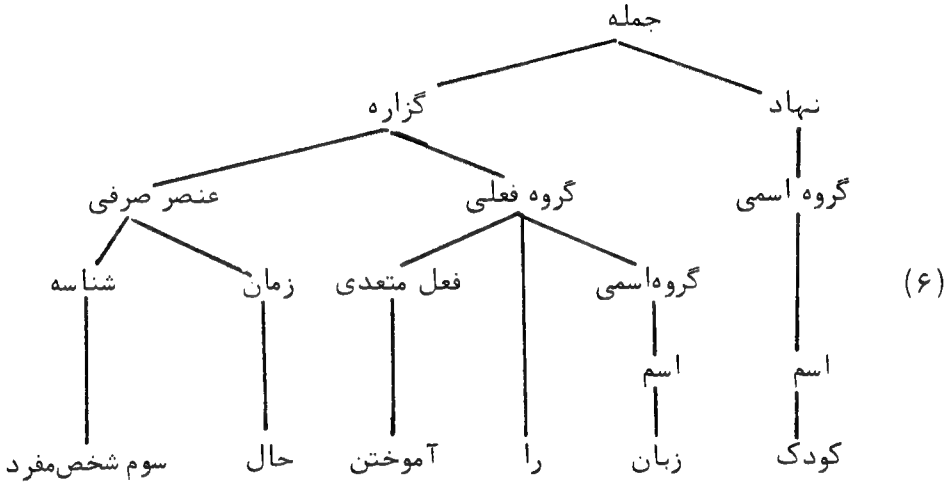 جمله
نهاد گزاره
گروه اسمی گروه فعلی عنصر صرفی
(۶) گروه‌اسمی فعل متعدی زمان شناسه
اسم اسم
کودک زبان را آموختن حال سوم شخص‌مفرد